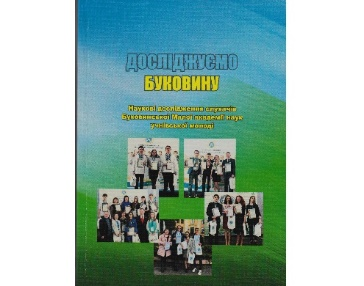 ДОСЛІДЖУЄМО
БУКОВИНУ
Наукові дослідження слухачів
Буковинської Малої академії наук
учнівської молоді